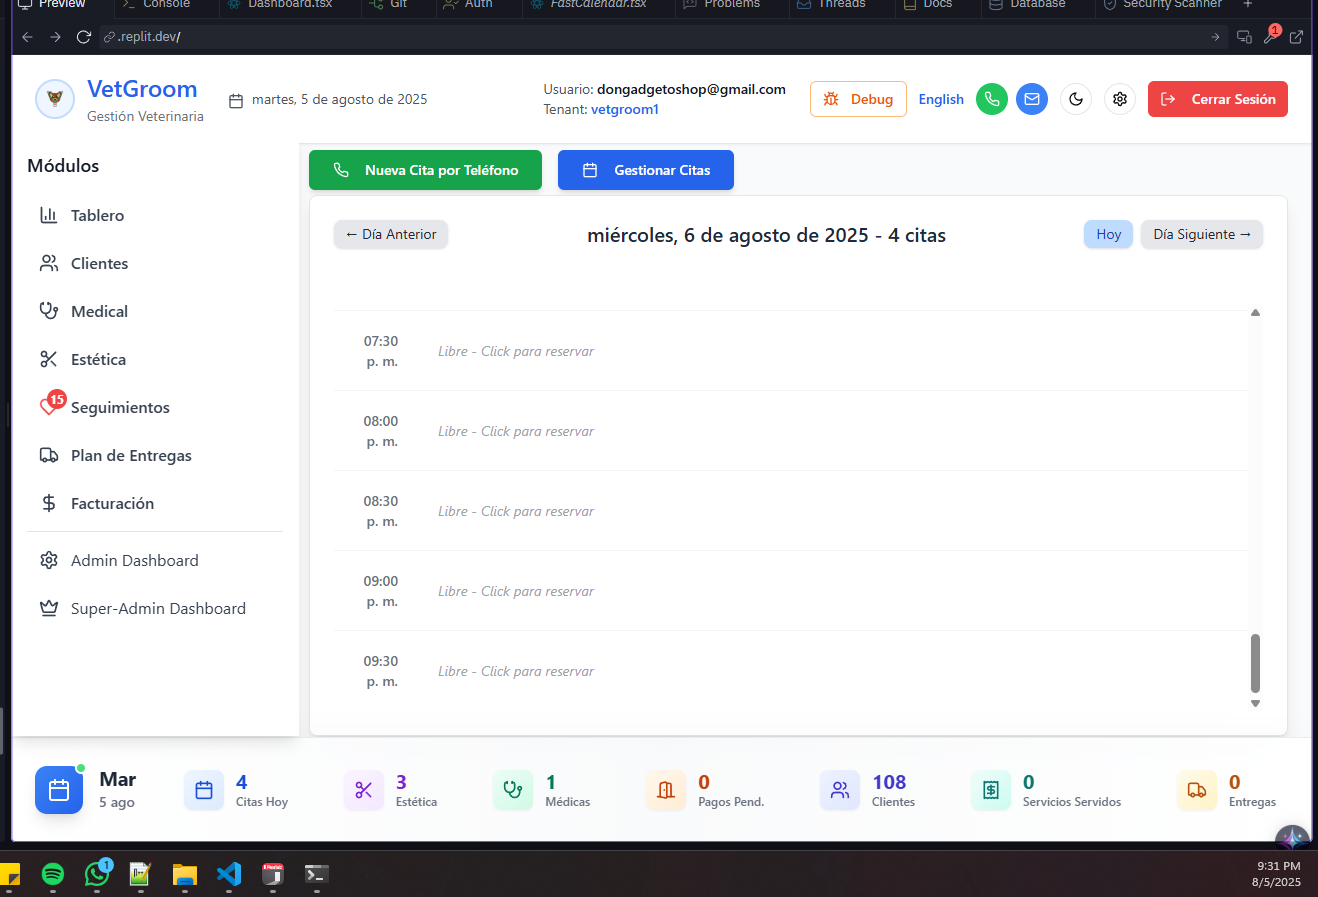 Preview
Console
Dashboard.tsx
Git
Auth
FastCalendar.tsx
Problems
Threads
Docs
Database
Security Scanner
.replit.dev/
1
VetGroom
Gestión Veterinaria
martes, 5 de agosto de 2025
Usuario: dongadgetoshop@gmail.com
Tenant: vetgroom1
Debug
English
Cerrar Sesión
Módulos
Tablero
Clientes
Medical
Estética
15
Seguimientos
Plan de Entregas
Facturación
Admin Dashboard
Super-Admin Dashboard
Nueva Cita por Teléfono
Gestionar Citas
← Día Anterior
miércoles, 6 de agosto de 2025 - 4 citas
Hoy
Día Siguiente →
07:30
p. m.
Libre - Click para reservar
08:00
p. m.
Libre - Click para reservar
08:30
p. m.
Libre - Click para reservar
09:00
p. m.
Libre - Click para reservar
09:30
p. m.
Libre - Click para reservar
Mar
5 ago
4
Citas Hoy
3
Estética
1
Médicas
0
Pagos Pend.
108
Clientes
0
Servicios Servidos
0
Entregas
1
9:31 PM
8/5/2025